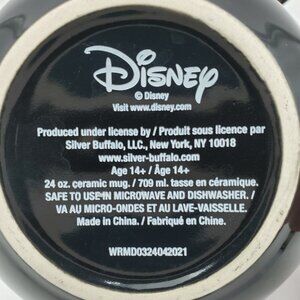 Disney
© Disney
Visit www.disney.com
Produced under license by / Produit sous licence par
Silver Buffalo, LLC., New York, NY 10018
www.silver-buffalo.com
Age 14+ / Âge 14+
24 oz. ceramic mug. / 709 ml. tasse en céramique.
SAFE TO USE IN MICROWAVE AND DISHWASHER. /
VA AU MICRO-ONDES ET AU LAVE-VAISSELLE.
Made in China. / Fabriqué en Chine.
WRMD0324042021